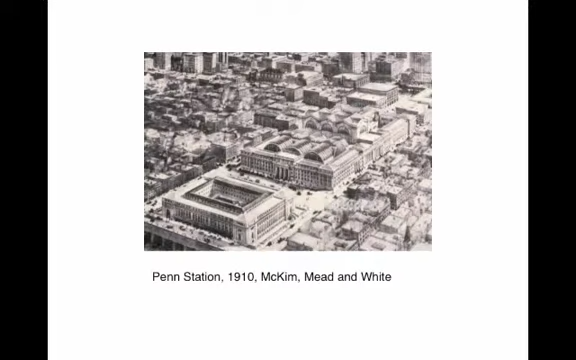 Penn Station, 1910, McKim, Mead and White